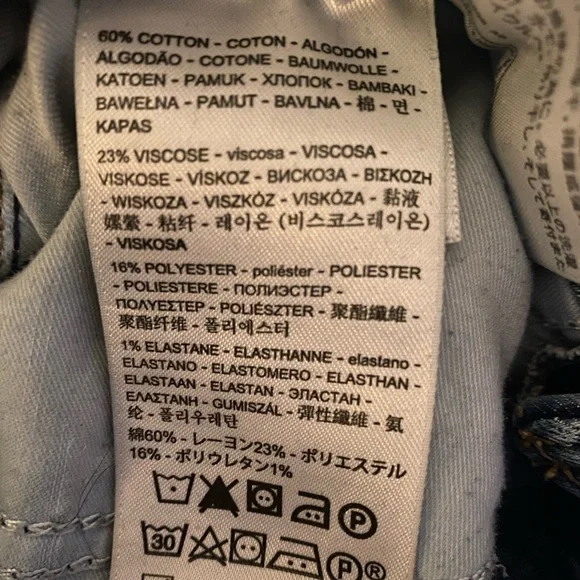 60% COTTON - COTON - ALGODÓN -
ALGODÃO - COTONE - BAUMWOLLE -
KATOEN - PAMUK - ХЛОПОК - BAMBAKI -
BAWEŁNA - PAMUT - BAVLNA - 棉 - 면 -
KAPAS
23% VISCOSE - viscosa - VISCOSA -
VISKOSE - VÍSKOZ - ВИСКОЗА - ΒΙΣΚΟΖΗ
- WISKOZA - VISZKÓZ - VISKÓZA - 黏液
嫘縈 - 粘纤 - 레이온 (비스코스레이온)
- VISKOSA
16% POLYESTER - poliéster - POLIESTER
- POLIESTERE - ПОЛИЭСТЕР -
ΠΟΛΥΕΣΤΕΡ - POLIÉSZTER - 聚酯纖維 -
聚酯纤维 - 폴리에스터
1% ELASTANE - ELASTHANNE - elastano -
ELASTANO - ELASTOMERO - ELASTHAN -
ELASTAAN - ELASTAN - ЭЛАСТАН -
ΕΛΑΣΤΑΝΗ - GUMISZÁL - 彈性纖維 - 氨
纶 - 폴리우레탄
綿60% - レーヨン23% - ポリエステル
16% - ポリウレタン1%
P
30
P®